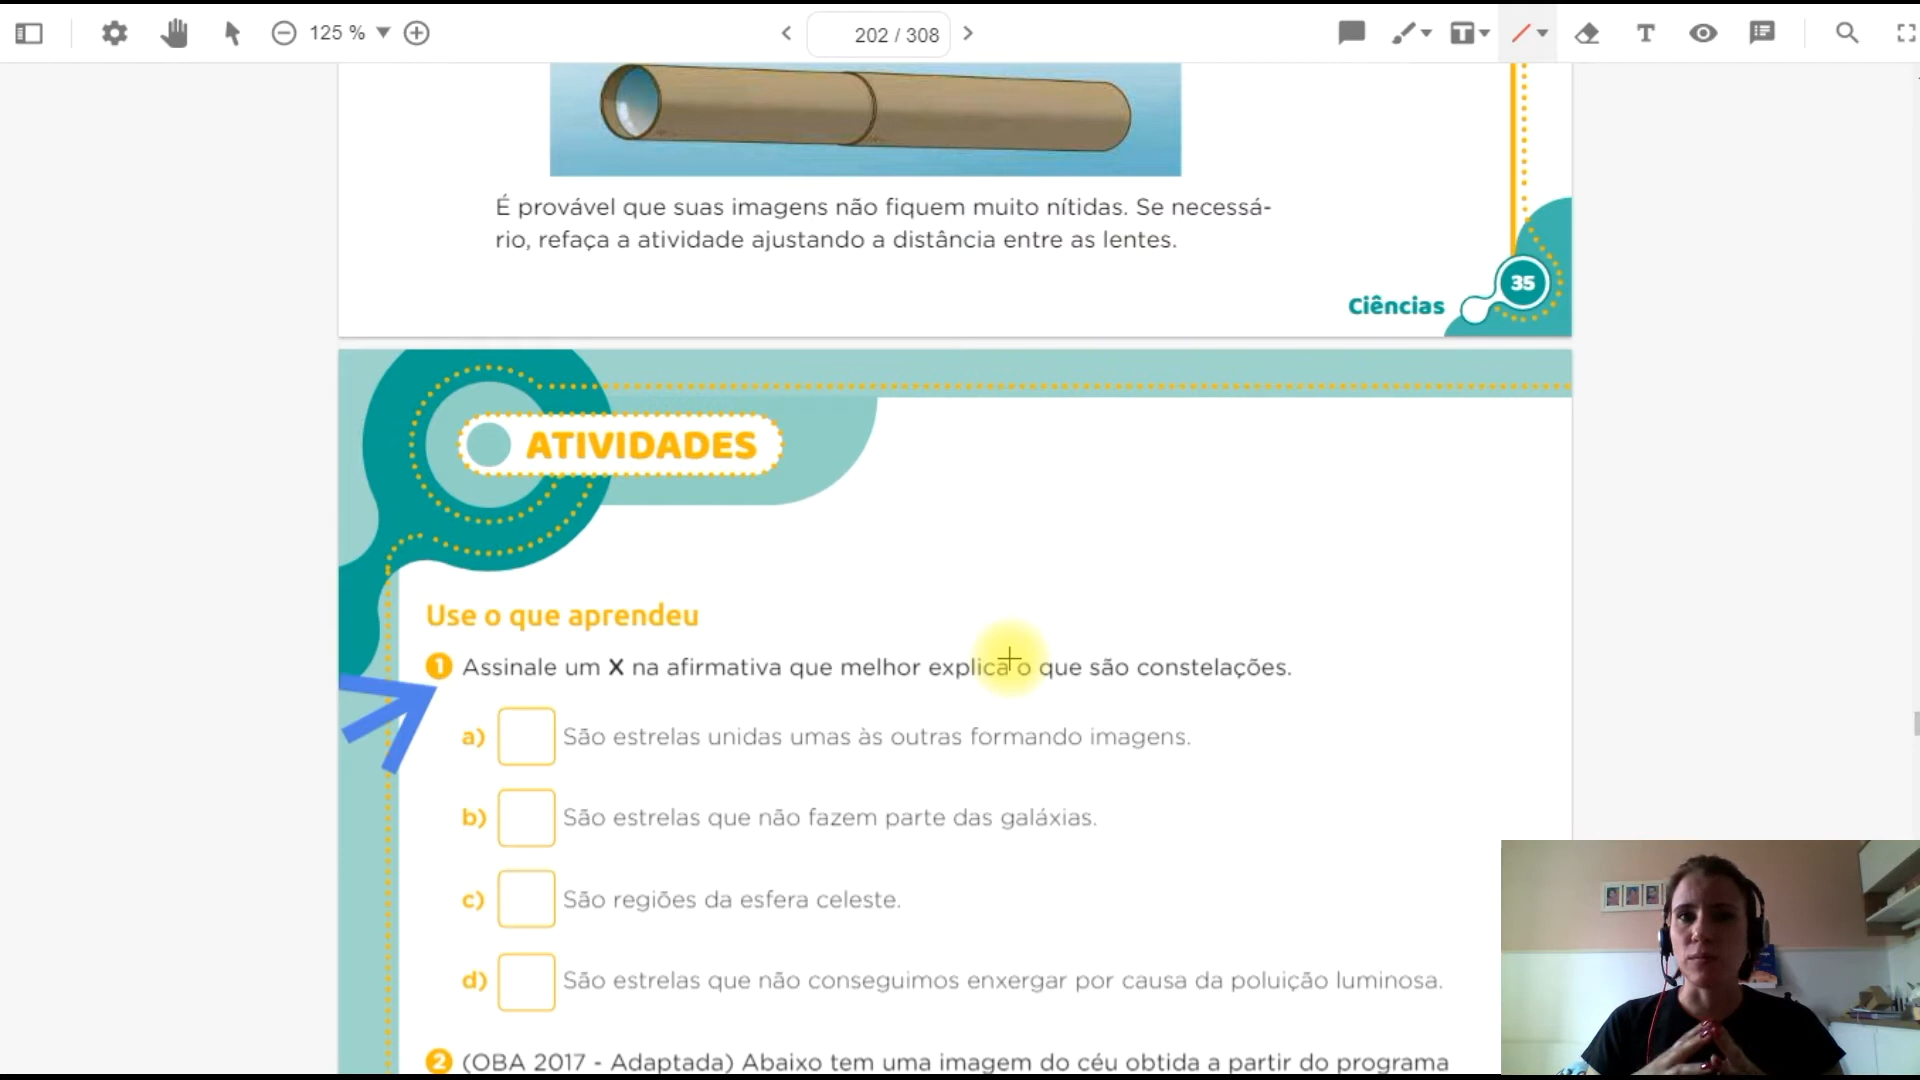 125 %
202 / 308
É provável que suas imagens não fiquem muito nítidas. Se necessá-
rio, refaça a atividade ajustando a distância entre as lentes.
Ciências
35
ATIVIDADES
Use o que aprendeu
1 Assinale um X na afirmativa que melhor explica o que são constelações.
a) São estrelas unidas umas às outras formando imagens.
b) São estrelas que não fazem parte das galáxias.
c) São regiões da esfera celeste.
d) São estrelas que não conseguimos enxergar por causa da poluição luminosa.
2 (OBA 2017 - Adaptada) Abaixo tem uma imagem do céu obtida a partir do programa